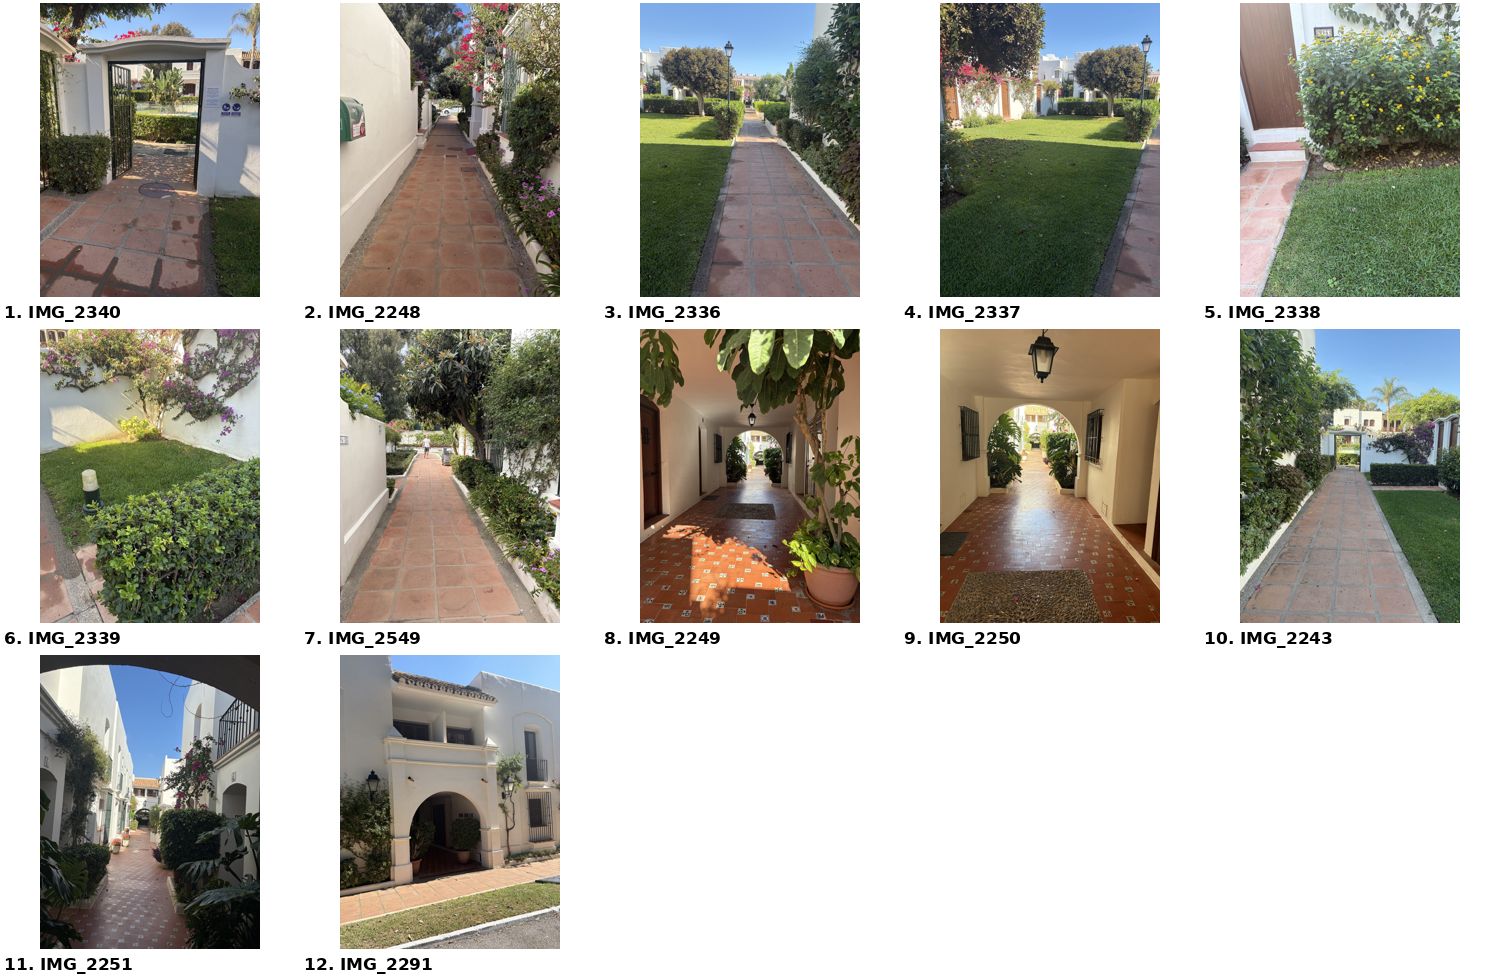 1. IMG_2340
2. IMG_2248
3. IMG_2336
4. IMG_2337
5. IMG_2338
6. IMG_2339
7. IMG_2549
8. IMG_2249
9. IMG_2250
10. IMG_2243
11. IMG_2251
12. IMG_2291